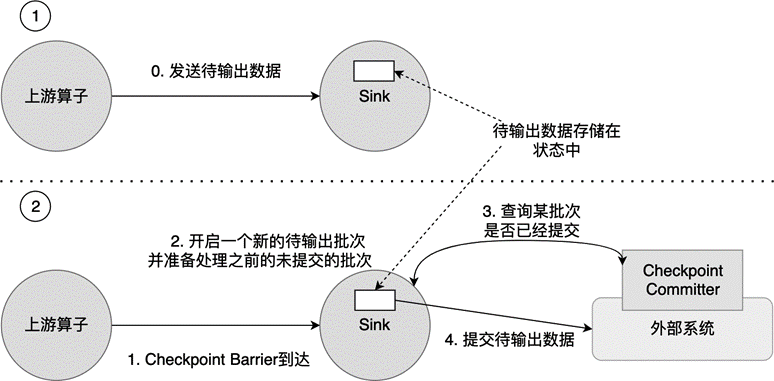 1
0. 发送待输出数据
上游算子
Sink
待输出数据存储在
状态中
2
2. 开启一个新的待输出批次
并准备处理之前的未提交的批次
3. 查询某批次
是否已经提交
Checkpoint
Committer
上游算子
Sink
外部系统
1. Checkpoint Barrier到达
4. 提交待输出数据